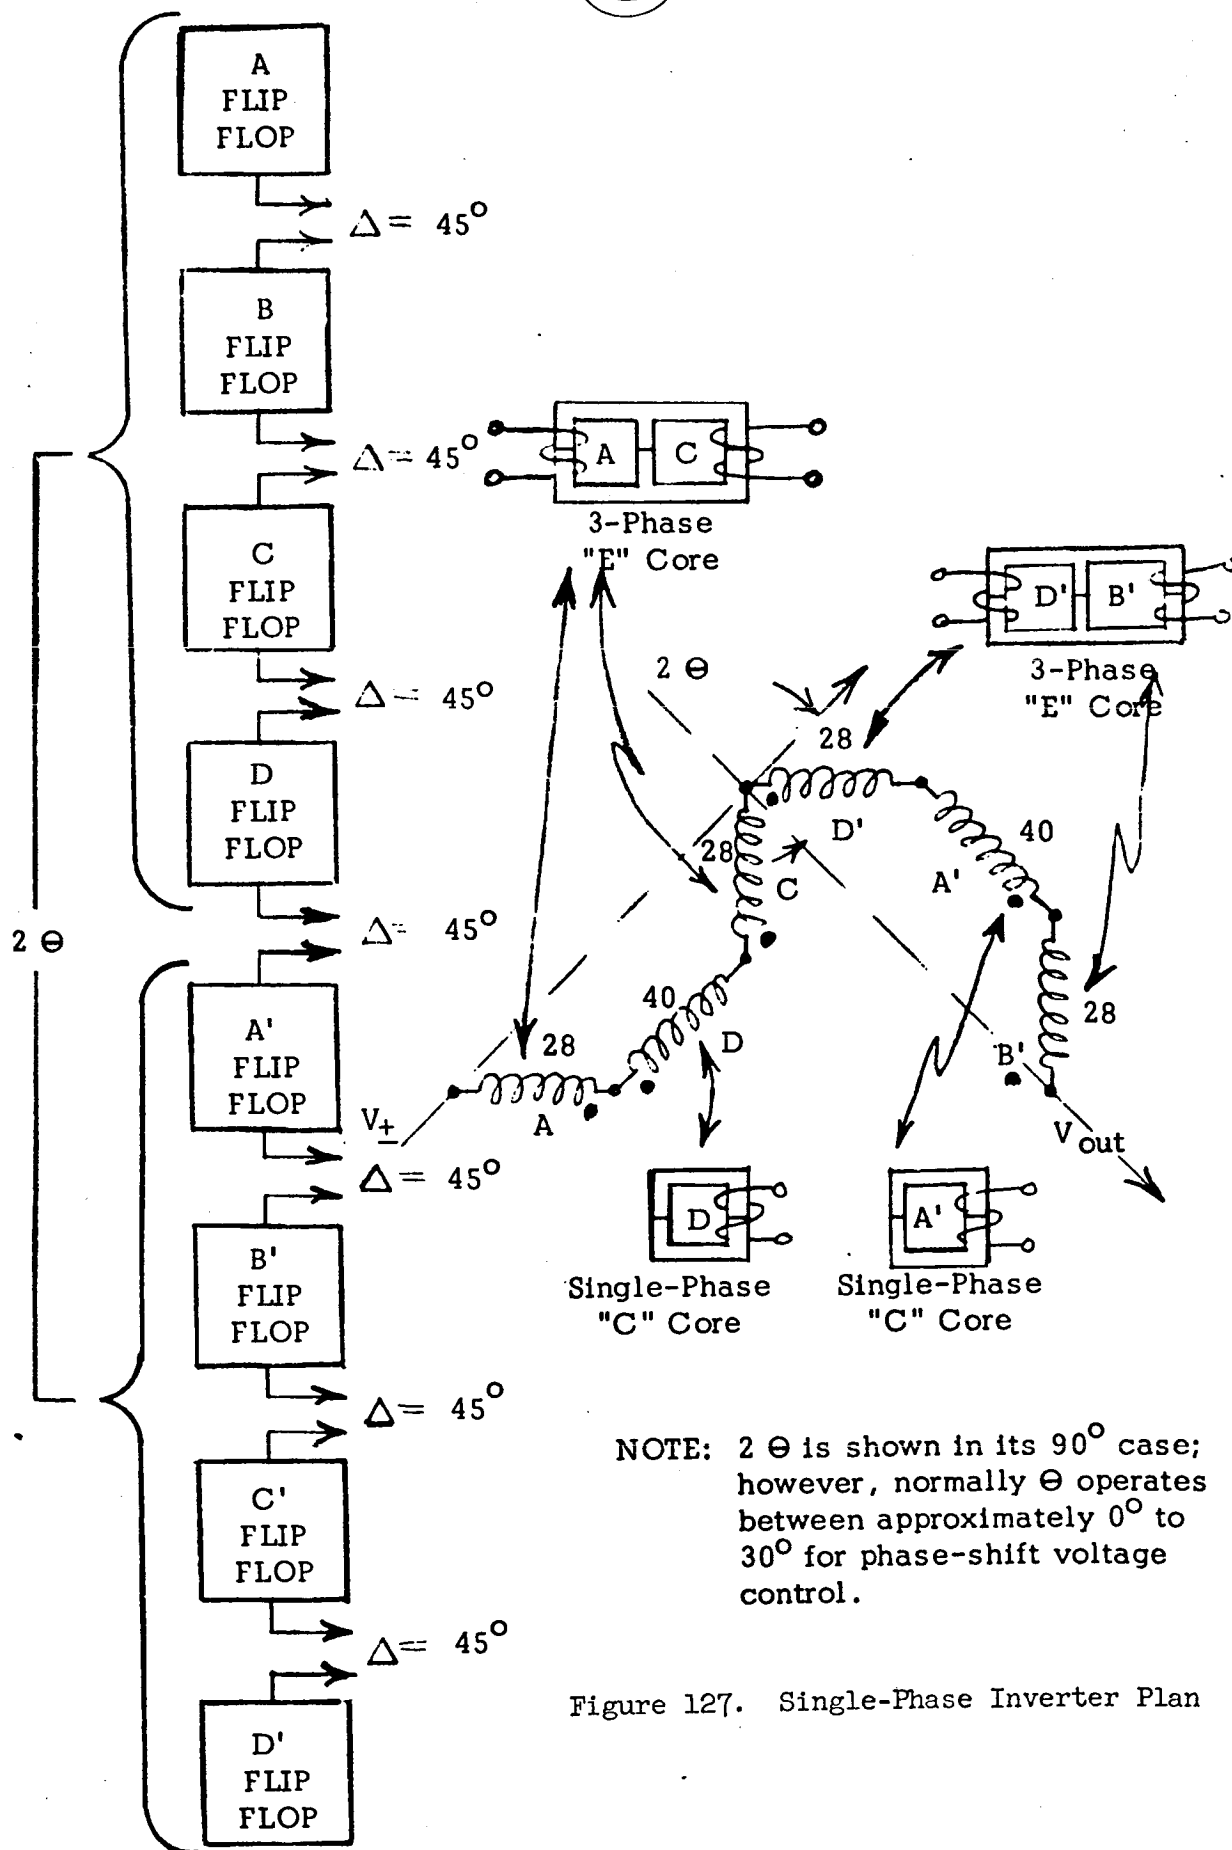 A
FLIP
FLOP
Δ = 45°
B
FLIP
FLOP
Δ = 45°
C
FLIP
FLOP
Δ = 45°
D
FLIP
FLOP
Δ = 45°
2 Θ
A'
FLIP
FLOP
Δ = 45°
B'
FLIP
FLOP
Δ = 45°
C'
FLIP
FLOP
Δ = 45°
D'
FLIP
FLOP
A C
3-Phase
"E" Core
D' B'
3-Phase
"E" Core
2 Θ
28
D'
28
C
40
A'
40
D
28
A
V±
28
B'
V out
D
Single-Phase
"C" Core
A'
Single-Phase
"C" Core
NOTE: 2 Θ is shown in its 90° case;
however, normally Θ operates
between approximately 0° to
30° for phase-shift voltage
control.
Figure 127. Single-Phase Inverter Plan